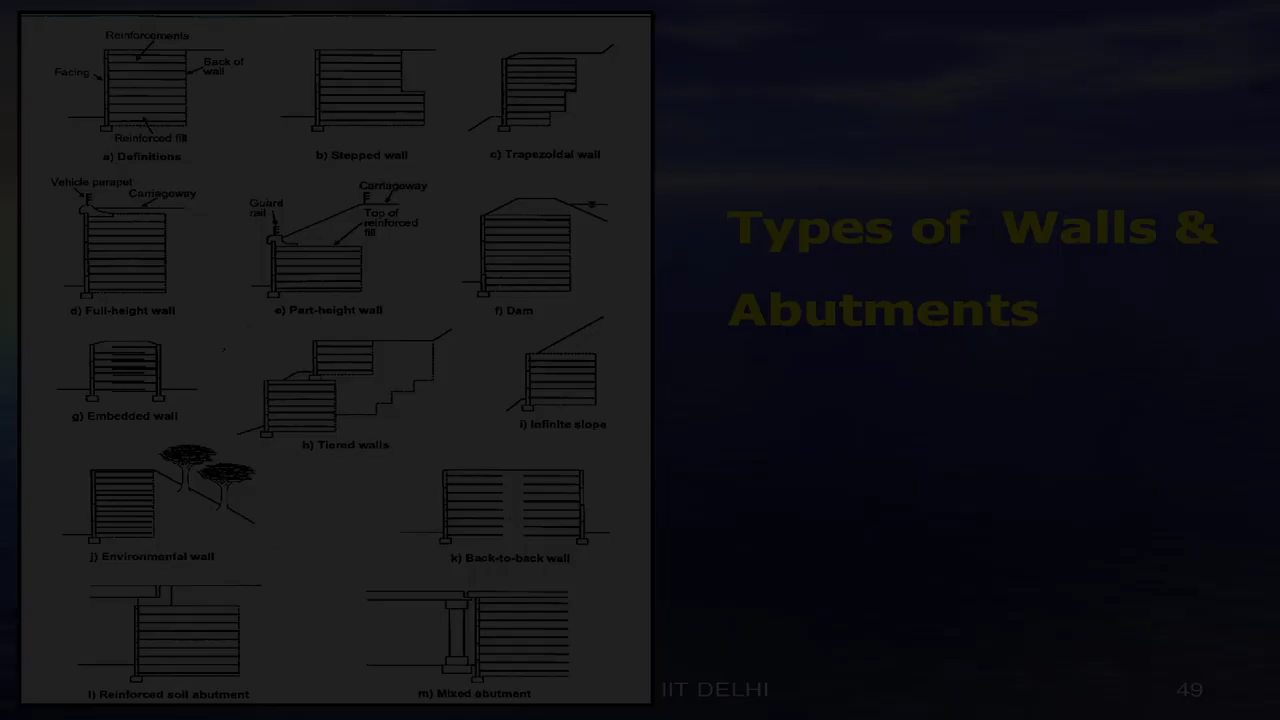 Reinforcements
Facing
Back of
wall
Reinforced fill
a) Definitions
b) Stepped wall
c) Trapezoidal wall
Vehicle parapet
Carriageway
Guard
rail
Carriageway
Top of
reinforced
fill
d) Full-height wall
e) Part-height wall
f) Dam
g) Embedded wall
h) Tiered walls
i) Infinite slope
j) Environmental wall
k) Back-to-back wall
l) Reinforced soil abutment
m) Mixed abutment
Types of Walls &
Abutments
IIT DELHI
49